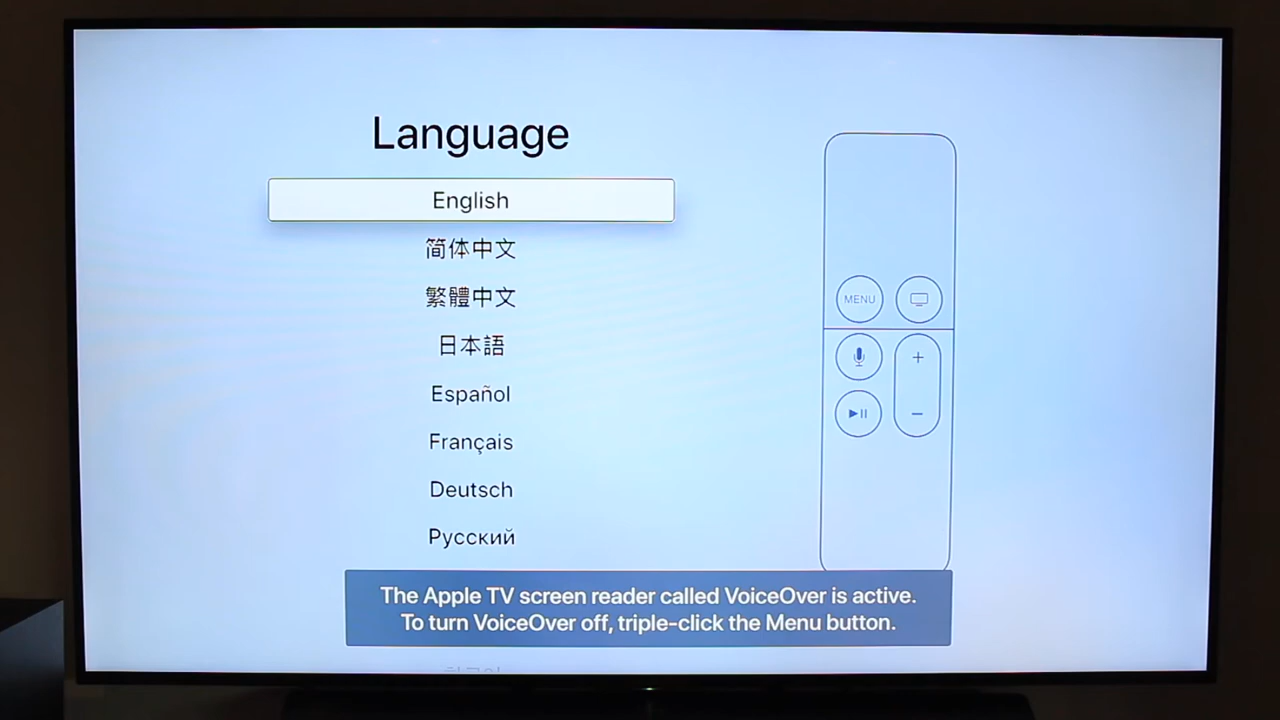 Language
English
简体中文
繁體中文
日本語
Español
Français
Deutsch
Русский
MENU
The Apple TV screen reader called VoiceOver is active.
To turn VoiceOver off, triple-click the Menu button.